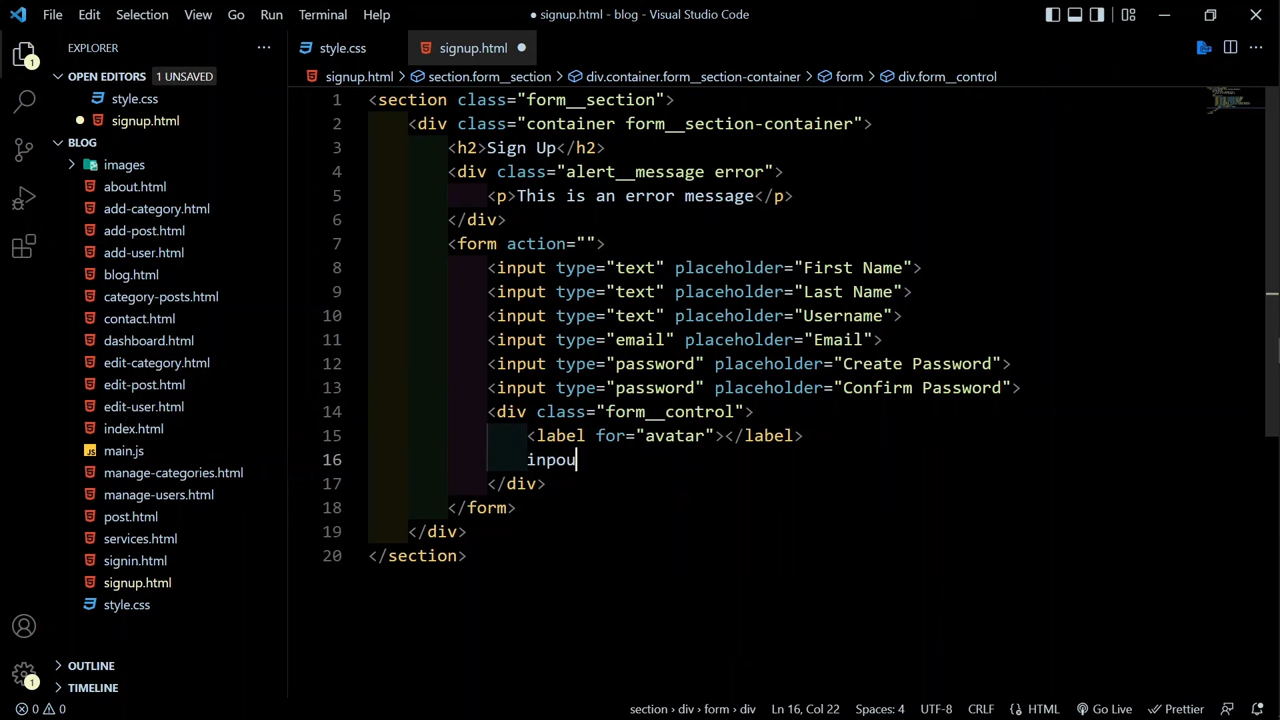 File Edit Selection View Go Run Terminal Help
● signup.html - blog - Visual Studio Code
EXPLORER
style.css
signup.html
OPEN EDITORS 1 UNSAVED
style.css
signup.html
BLOG
images
about.html
add-category.html
add-post.html
add-user.html
blog.html
category-posts.html
contact.html
dashboard.html
edit-category.html
edit-post.html
edit-user.html
index.html
main.js
manage-categories.html
manage-users.html
post.html
services.html
signin.html
signup.html
style.css
OUTLINE
TIMELINE
1
1
signup.html > section.form__section > div.container.form__section-container > form > div.form__control
1 <section class="form__section">
2 <div class="container form__section-container">
3 <h2>Sign Up</h2>
4 <div class="alert__message error">
5 <p>This is an error message</p>
6 </div>
7 <form action="">
8 <input type="text" placeholder="First Name">
9 <input type="text" placeholder="Last Name">
10 <input type="text" placeholder="Username">
11 <input type="email" placeholder="Email">
12 <input type="password" placeholder="Create Password">
13 <input type="password" placeholder="Confirm Password">
14 <div class="form__control">
15 <label for="avatar"></label>
16 inpou
17 </div>
18 </form>
19 </div>
20 </section>
0 0
section › div › form › div Ln 16, Col 22 Spaces: 4 UTF-8 CRLF HTML Go Live Prettier